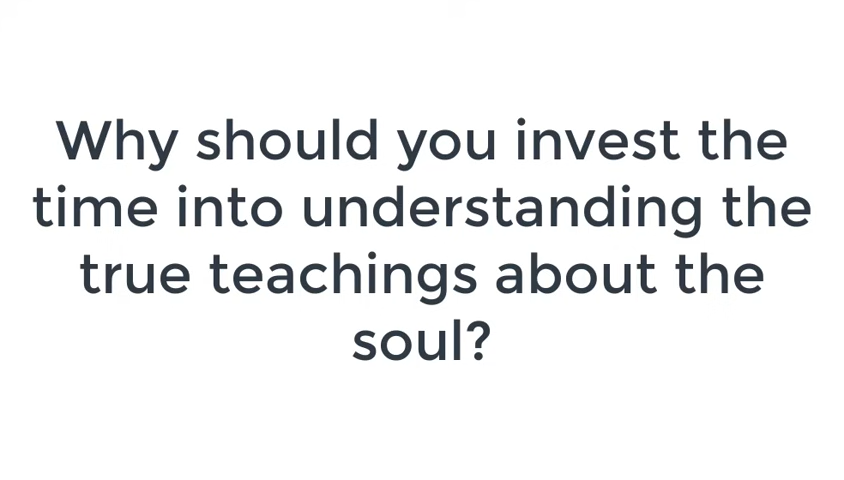 Why should you invest the
time into understanding the
true teachings about the
soul?